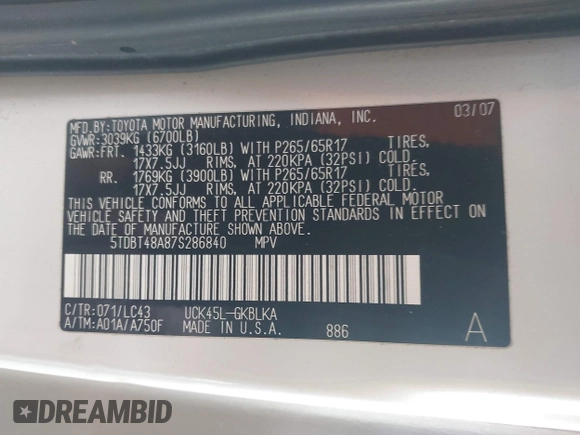 MFD.BY:TOYOTA MOTOR MANUFACTURING, INDIANA, INC. 03/07
GVWR:3039KG (6700LB)
GAWR:FRT. 1433KG (3160LB) WITH P265/65R17 TIRES,
17X7.5JJ RIMS, AT 220KPA (32PSI) COLD.
RR. 1769KG (3900LB) WITH P265/65R17 TIRES,
17X7.5JJ RIMS, AT 220KPA (32PSI) COLD.
THIS VEHICLE CONFORMS TO ALL APPLICABLE FEDERAL MOTOR
VEHICLE SAFETY AND THEFT PREVENTION STANDARDS IN EFFECT ON
THE DATE OF MANUFACTURE SHOWN ABOVE.
5TDBT48A87S286840 MPV
C/TR:071/LC43 UCK45L-GKBLKA
A/TM:A01A/A750F MADE IN U.S.A. 886 A
DREAMBID